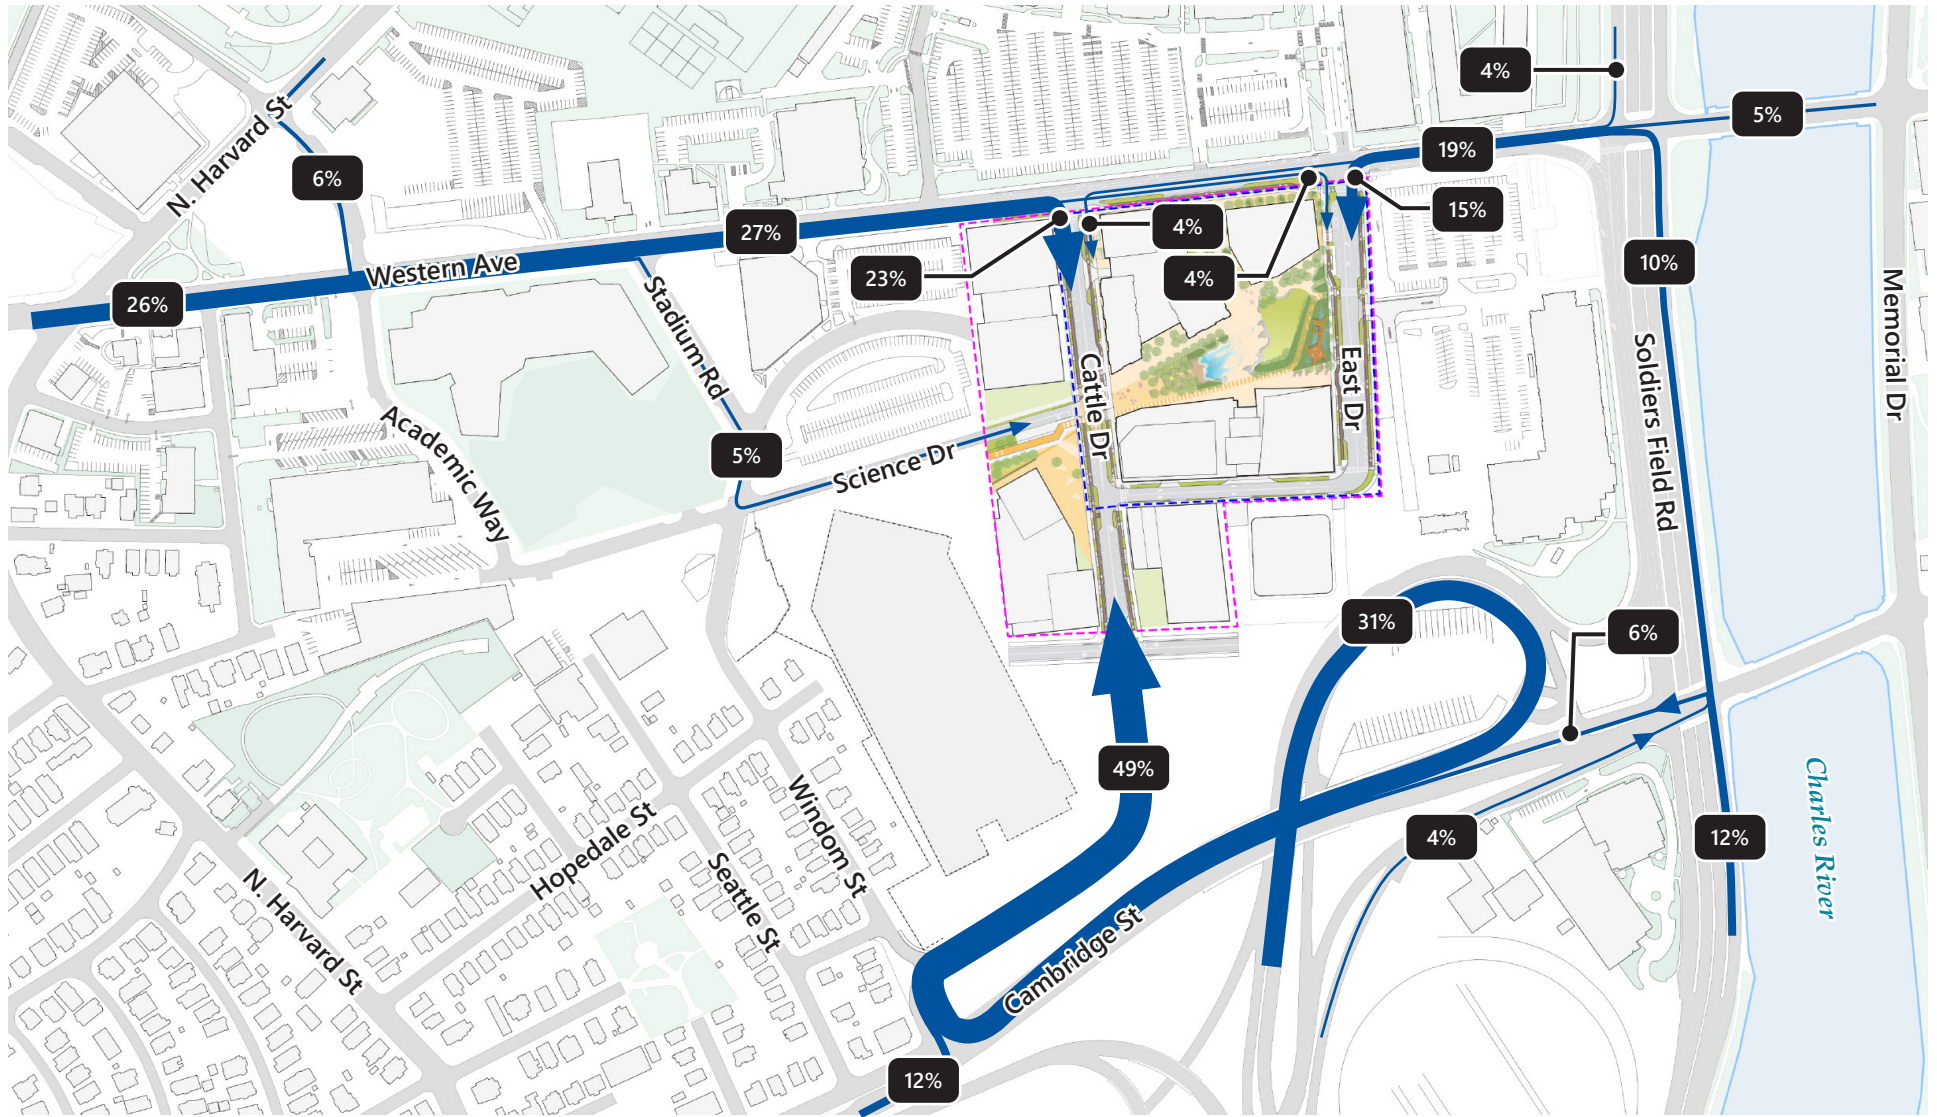 4%
5%
N. Harvard St
6%
19%
15%
27%
4%
23%
4%
Western Ave
26%
10%
Stadium Rd
Memorial Dr
Soldiers Field Rd
Cattle Dr
East Dr
Academic Way
5%
Science Dr
31%
6%
49%
Charles River
Windom St
Hopedale St
4%
12%
Seattle St
N. Harvard St
Cambridge St
12%